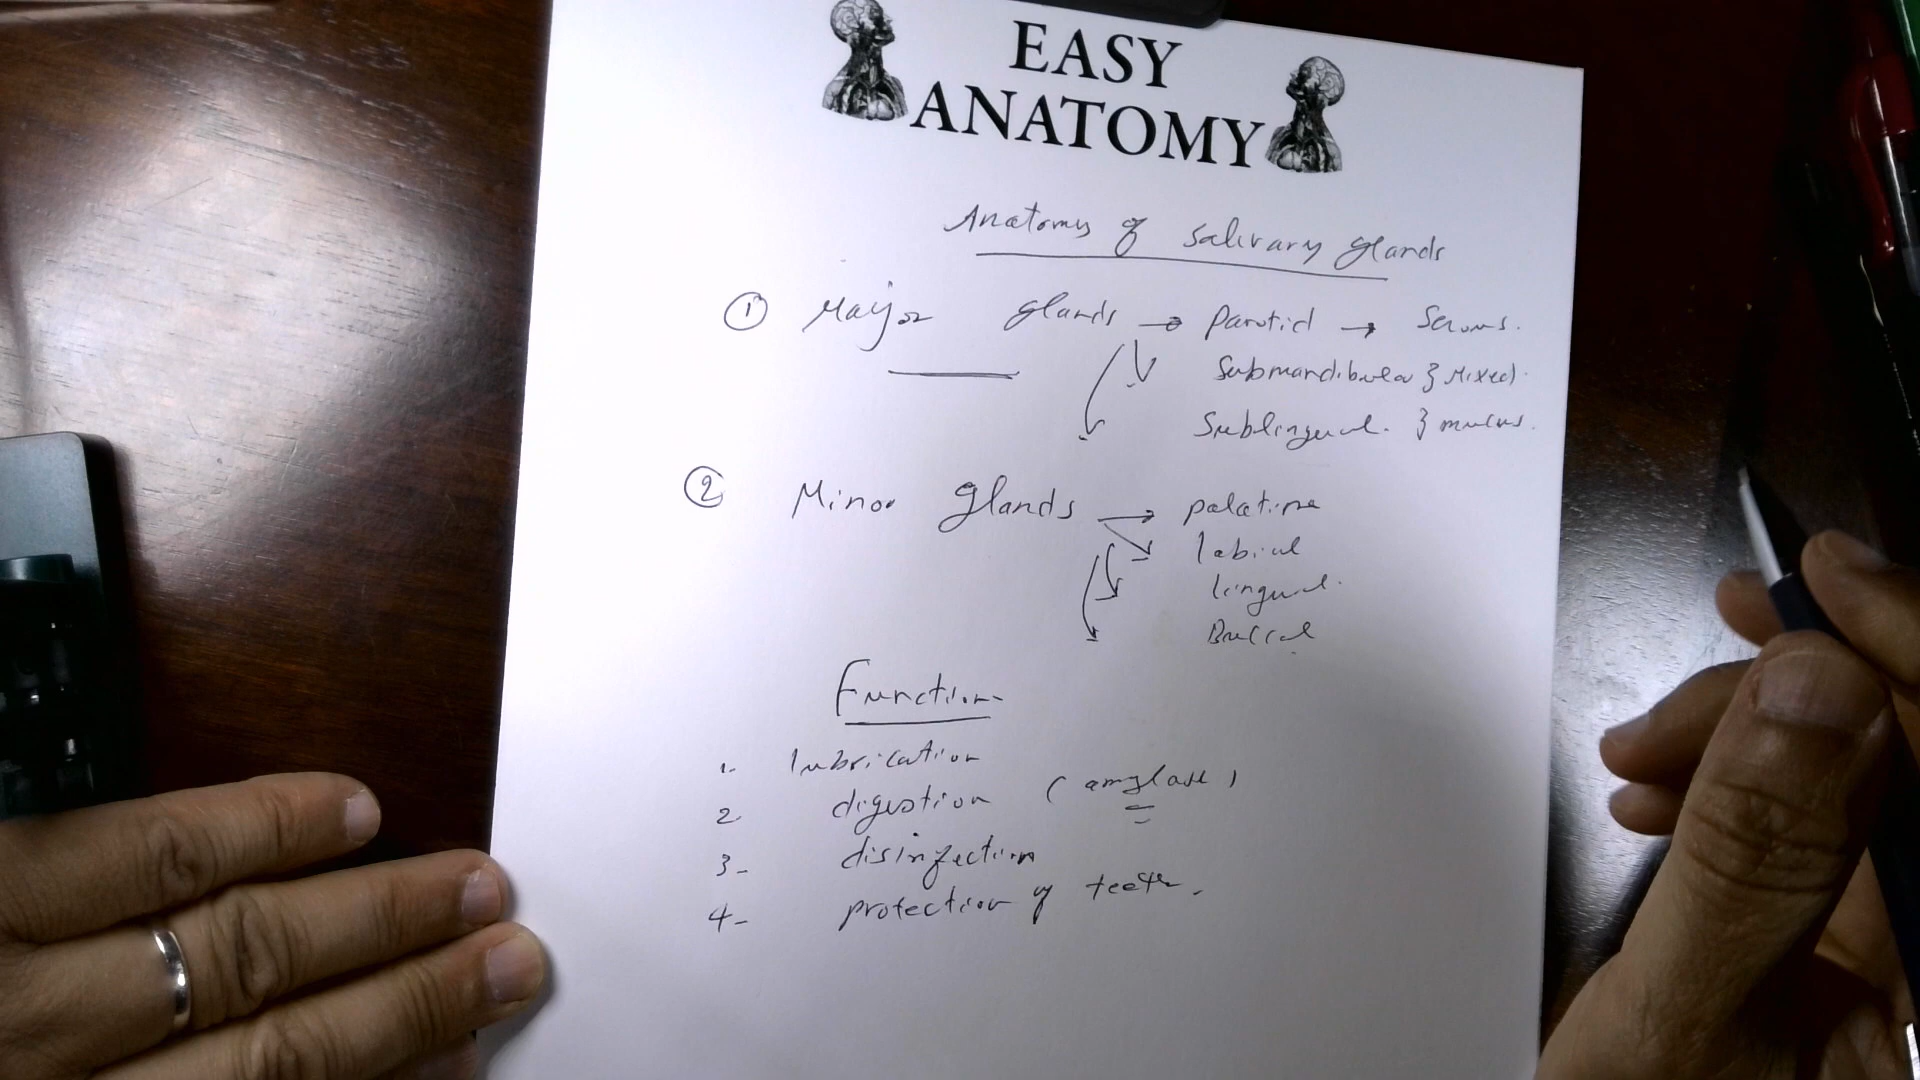 EASY
ANATOMY
Anatomy of Salivary glands
① Major glands → parotid → Serous.
Submandibular } Mixed.
Sublingual. } mucus.
② Minor glands → palatine
labial
lingual.
Buccal
Function
1- lubrication
2 digestion (amylase)
3- disinfection
4- protection of teeth.